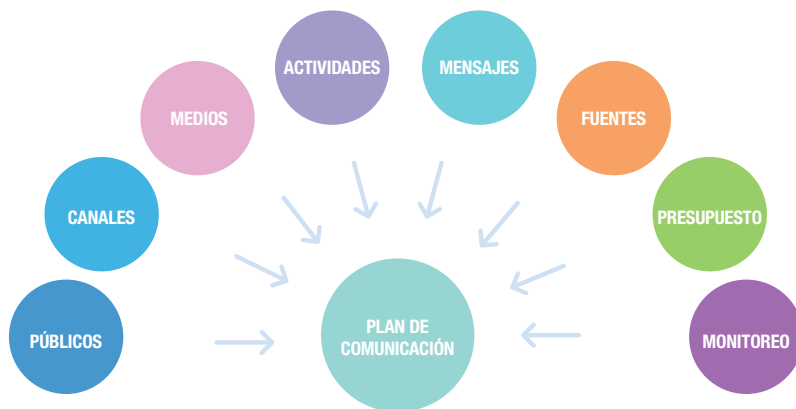 ACTIVIDADES
MENSAJES
MEDIOS
FUENTES
CANALES
PRESUPUESTO
PÚBLICOS
PLAN DE
COMUNICACIÓN
MONITOREO